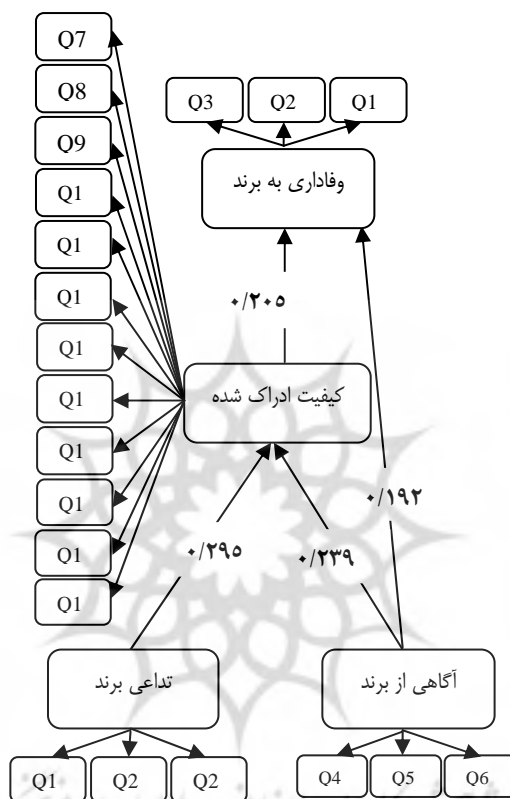 Q7
Q8
Q9
Q1
Q1
Q1
Q1
Q1
Q1
Q1
Q1
Q1
Q3 Q2 Q1
وفاداری به برند
۰/۲۰۵
کیفیت ادراک شده
۰/۱۹۲
۰/۲۹۵
۰/۲۳۹
تداعی برند
آگاهی از برند
Q1 Q2 Q2
Q4 Q5 Q6